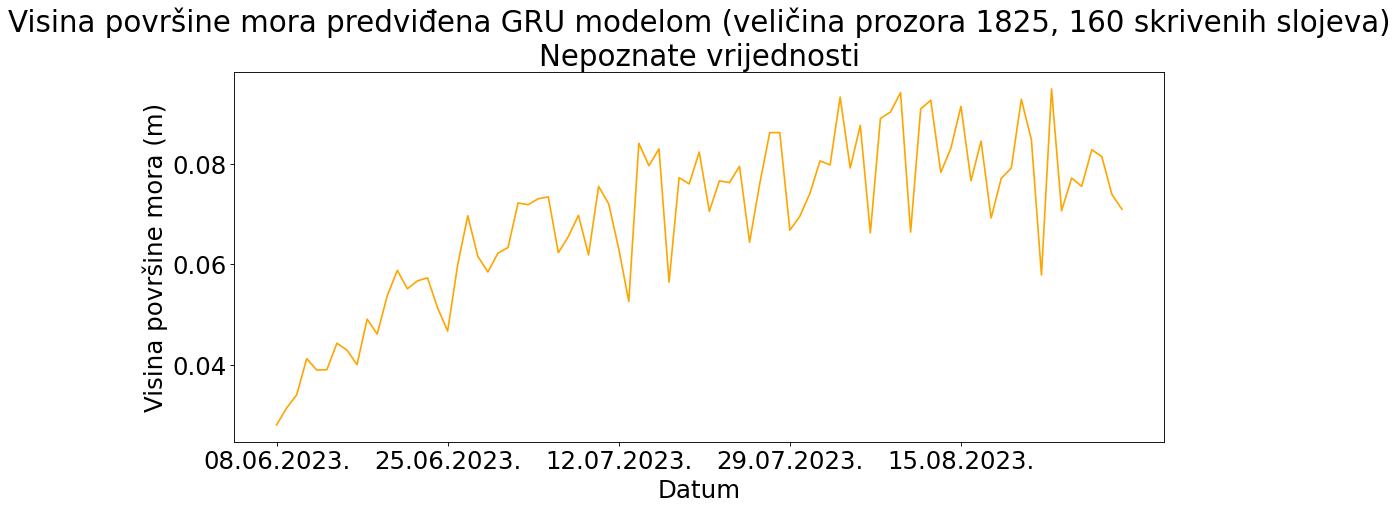 Visina površine mora predviđena GRU modelom (veličina prozora 1825, 160 skrivenih slojeva)
Nepoznate vrijednosti
Visina površine mora (m)
0.08
0.06
0.04
08.06.2023.
25.06.2023.
12.07.2023.
29.07.2023.
15.08.2023.
Datum